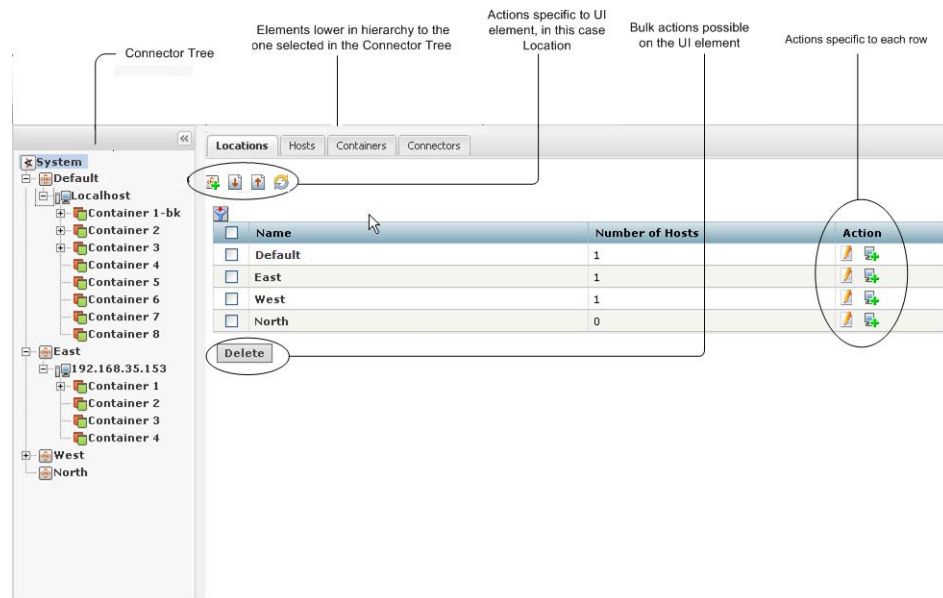 Connector Tree
Elements lower in hierarchy to the
one selected in the Connector Tree
Actions specific to UI
element, in this case
Location
Bulk actions possible
on the UI element
Actions specific to each row
Locations Hosts Containers Connectors
System
Default
Localhost
Container 1-bk
Container 2
Container 3
Container 4
Container 5
Container 6
Container 7
Container 8
East
192.168.35.153
Container 1
Container 2
Container 3
Container 4
West
North
Name Number of Hosts Action
Default 1
East 1
West 1
North 0
Delete